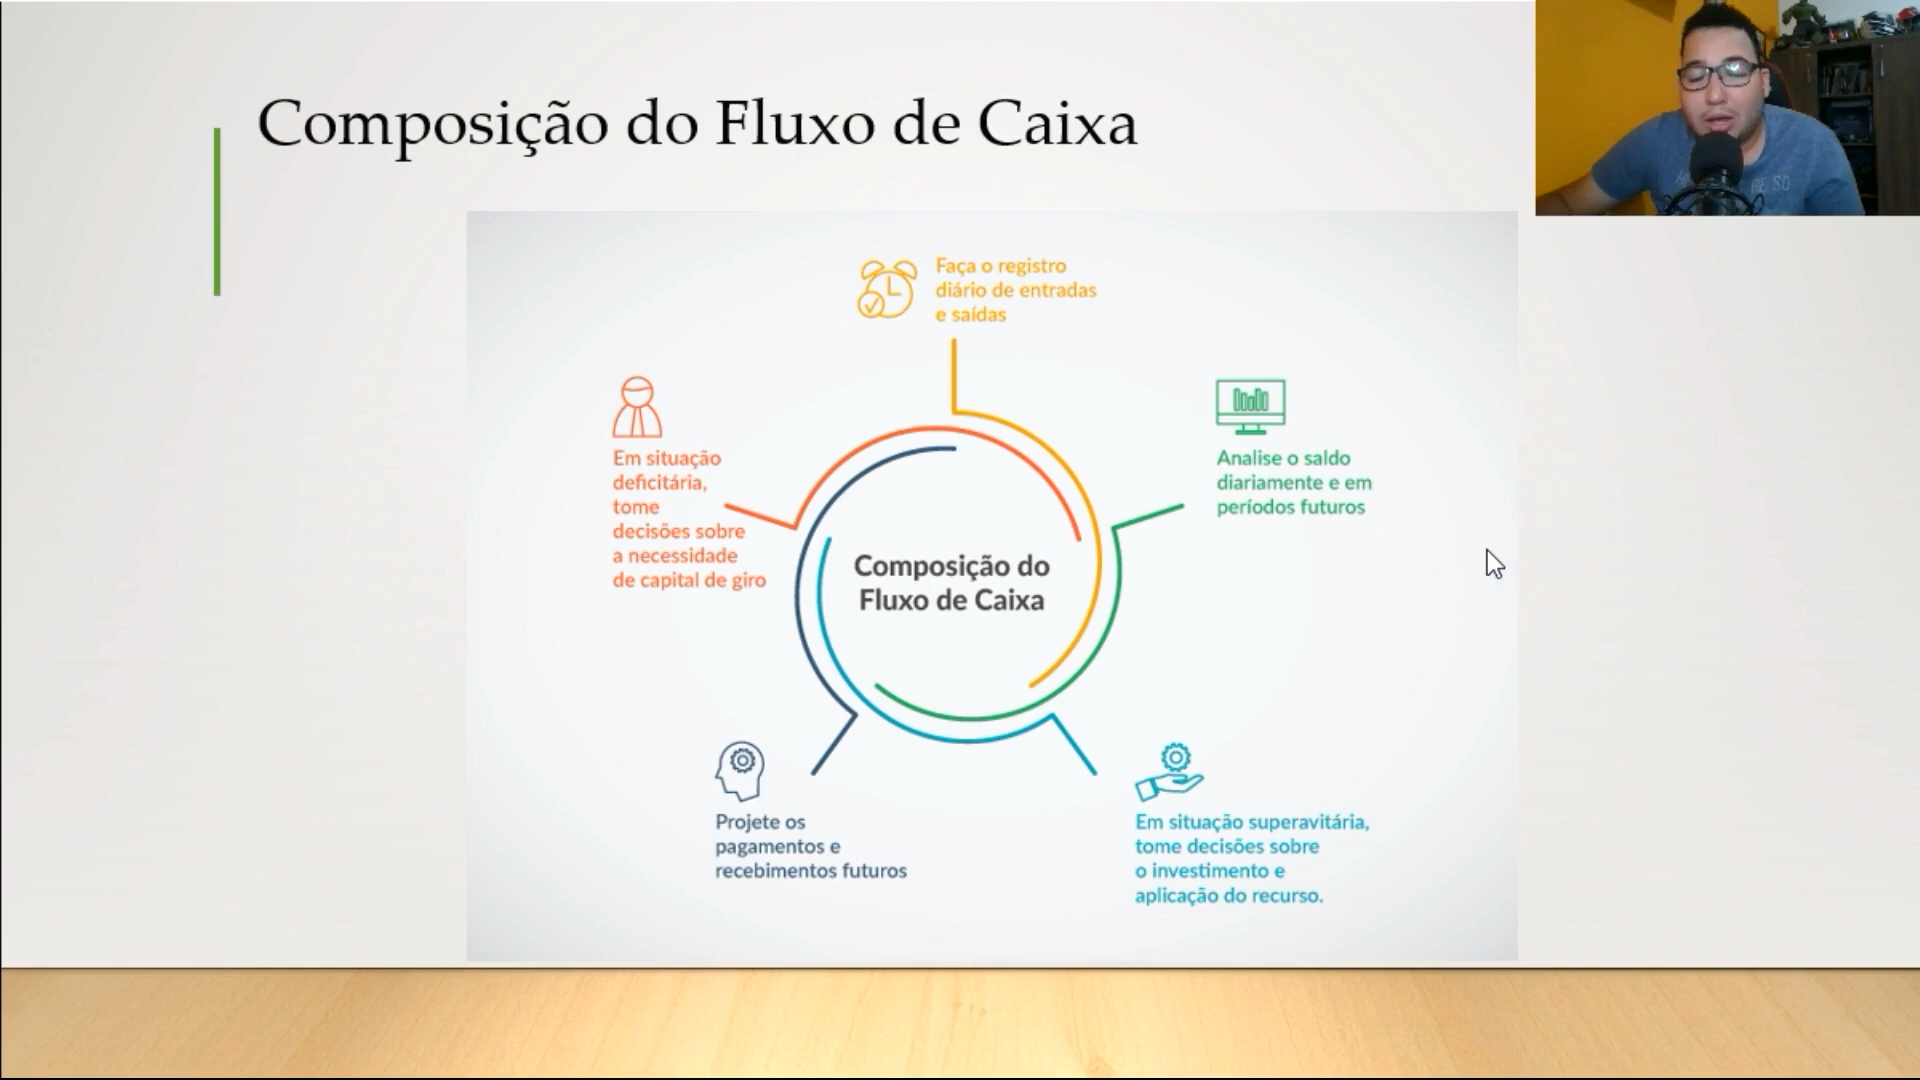 Composição do Fluxo de Caixa
Faça o registro
diário de entradas
e saídas
Em situação
deficitária,
tome
decisões sobre
a necessidade
de capital de giro
Analise o saldo
diariamente e em
períodos futuros
Composição do
Fluxo de Caixa
Projete os
pagamentos e
recebimentos futuros
Em situação superavitária,
tome decisões sobre
o investimento e
aplicação do recurso.